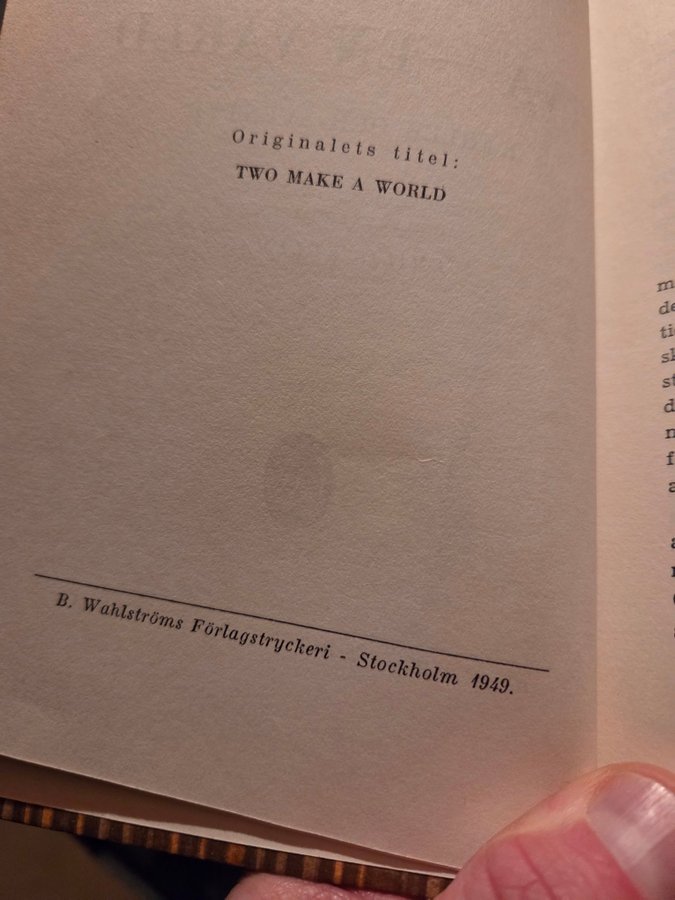 Originalets titel:
TWO MAKE A WORLD
B. Wahlströms Förlagstryckeri - Stockholm 1949.